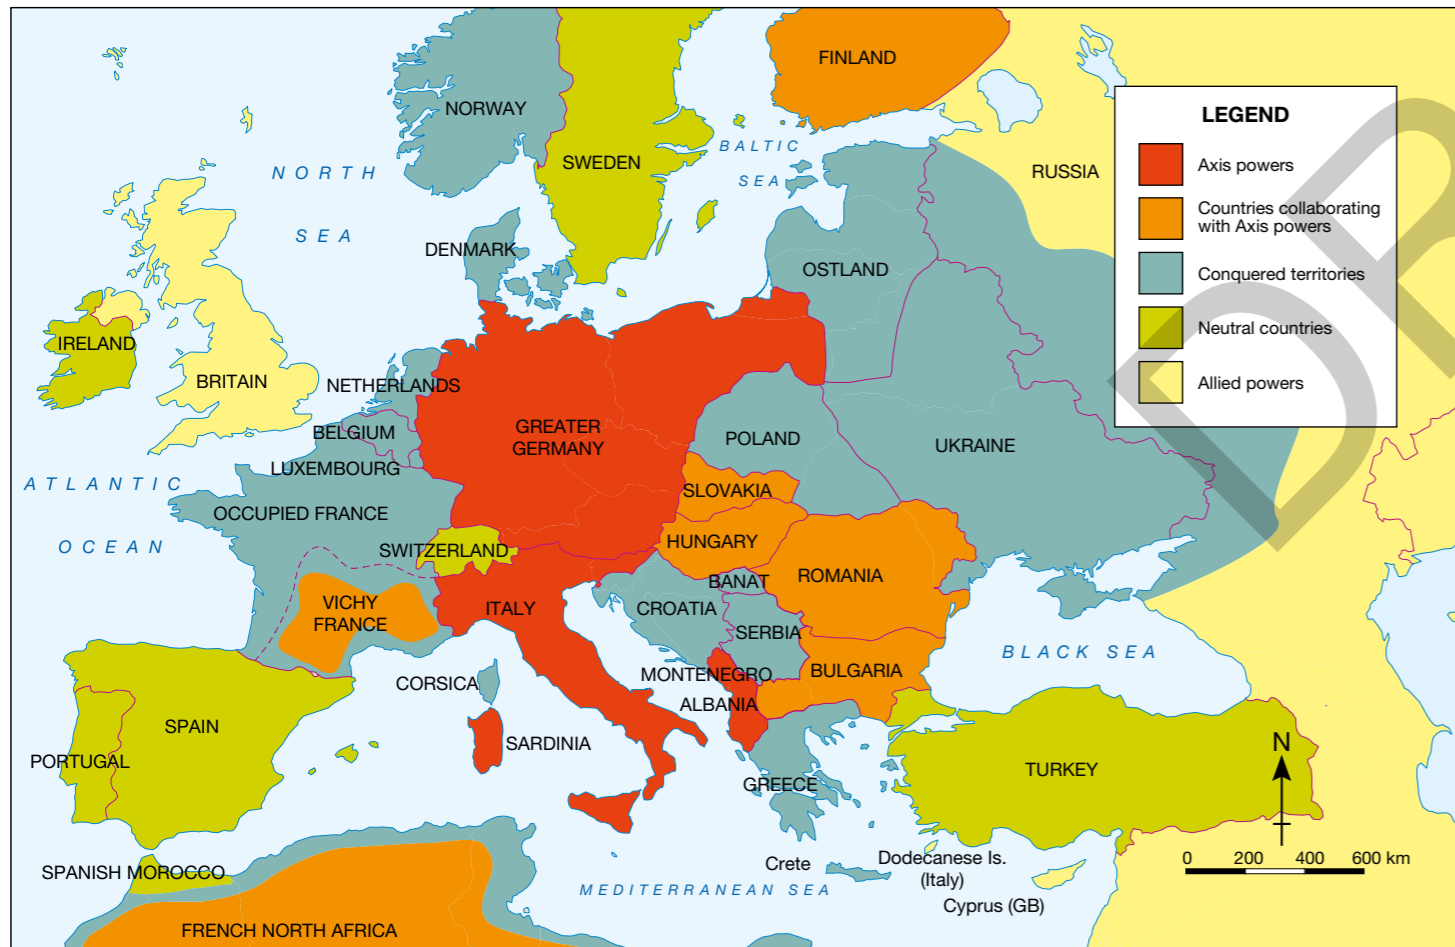 FINLAND
NORWAY
SWEDEN
BALTIC
SEA
NORTH
SEA
RUSSIA
LEGEND
Axis powers
Countries collaborating
with Axis powers
Conquered territories
Neutral countries
Allied powers
DENMARK
OSTLAND
IRELAND
BRITAIN
NETHERLANDS
BELGIUM
LUXEMBOURG
GREATER
GERMANY
POLAND
UKRAINE
ATLANTIC
OCEAN
OCCUPIED FRANCE
SWITZERLAND
SLOVAKIA
HUNGARY
ROMANIA
BANAT
CROATIA
SERBIA
VICHY
FRANCE
ITALY
MONTENEGRO
ALBANIA
BULGARIA
BLACK SEA
CORSICA
SARDINIA
SPAIN
PORTUGAL
GREECE
TURKEY
N
0 200 400 600 km
Crete
Dodecanese Is.
(Italy)
Cyprus (GB)
SPANISH MOROCCO
MEDITERRANEAN SEA
FRENCH NORTH AFRICA
DR